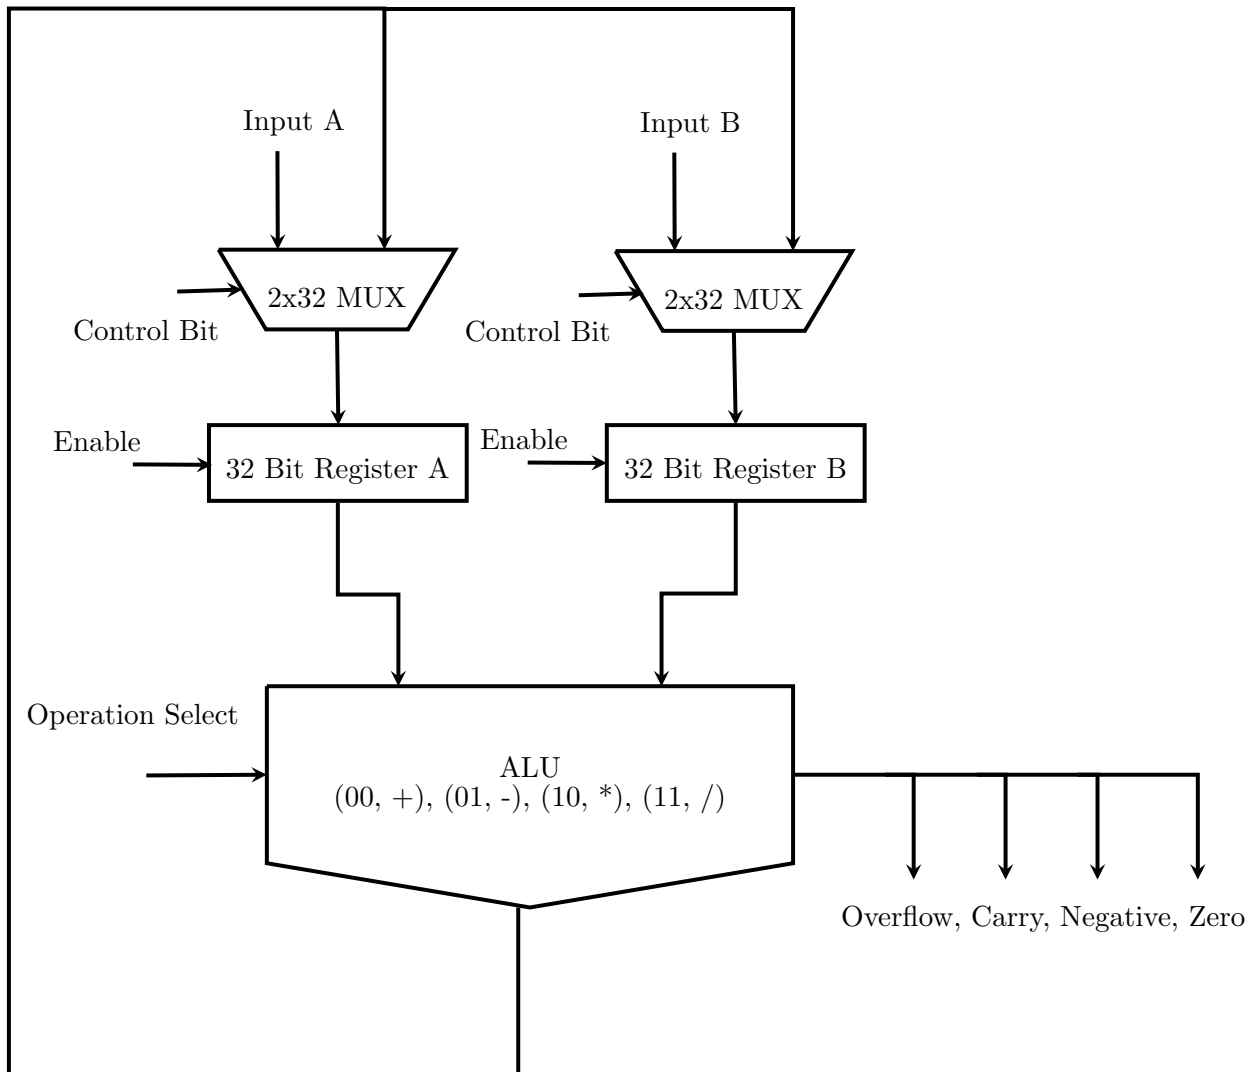 Input A
Input B
2x32 MUX
2x32 MUX
Control Bit
Control Bit
Enable
Enable
32 Bit Register A
32 Bit Register B
Operation Select
ALU
(00, +), (01, -), (10, *), (11, /)
Overflow, Carry, Negative, Zero